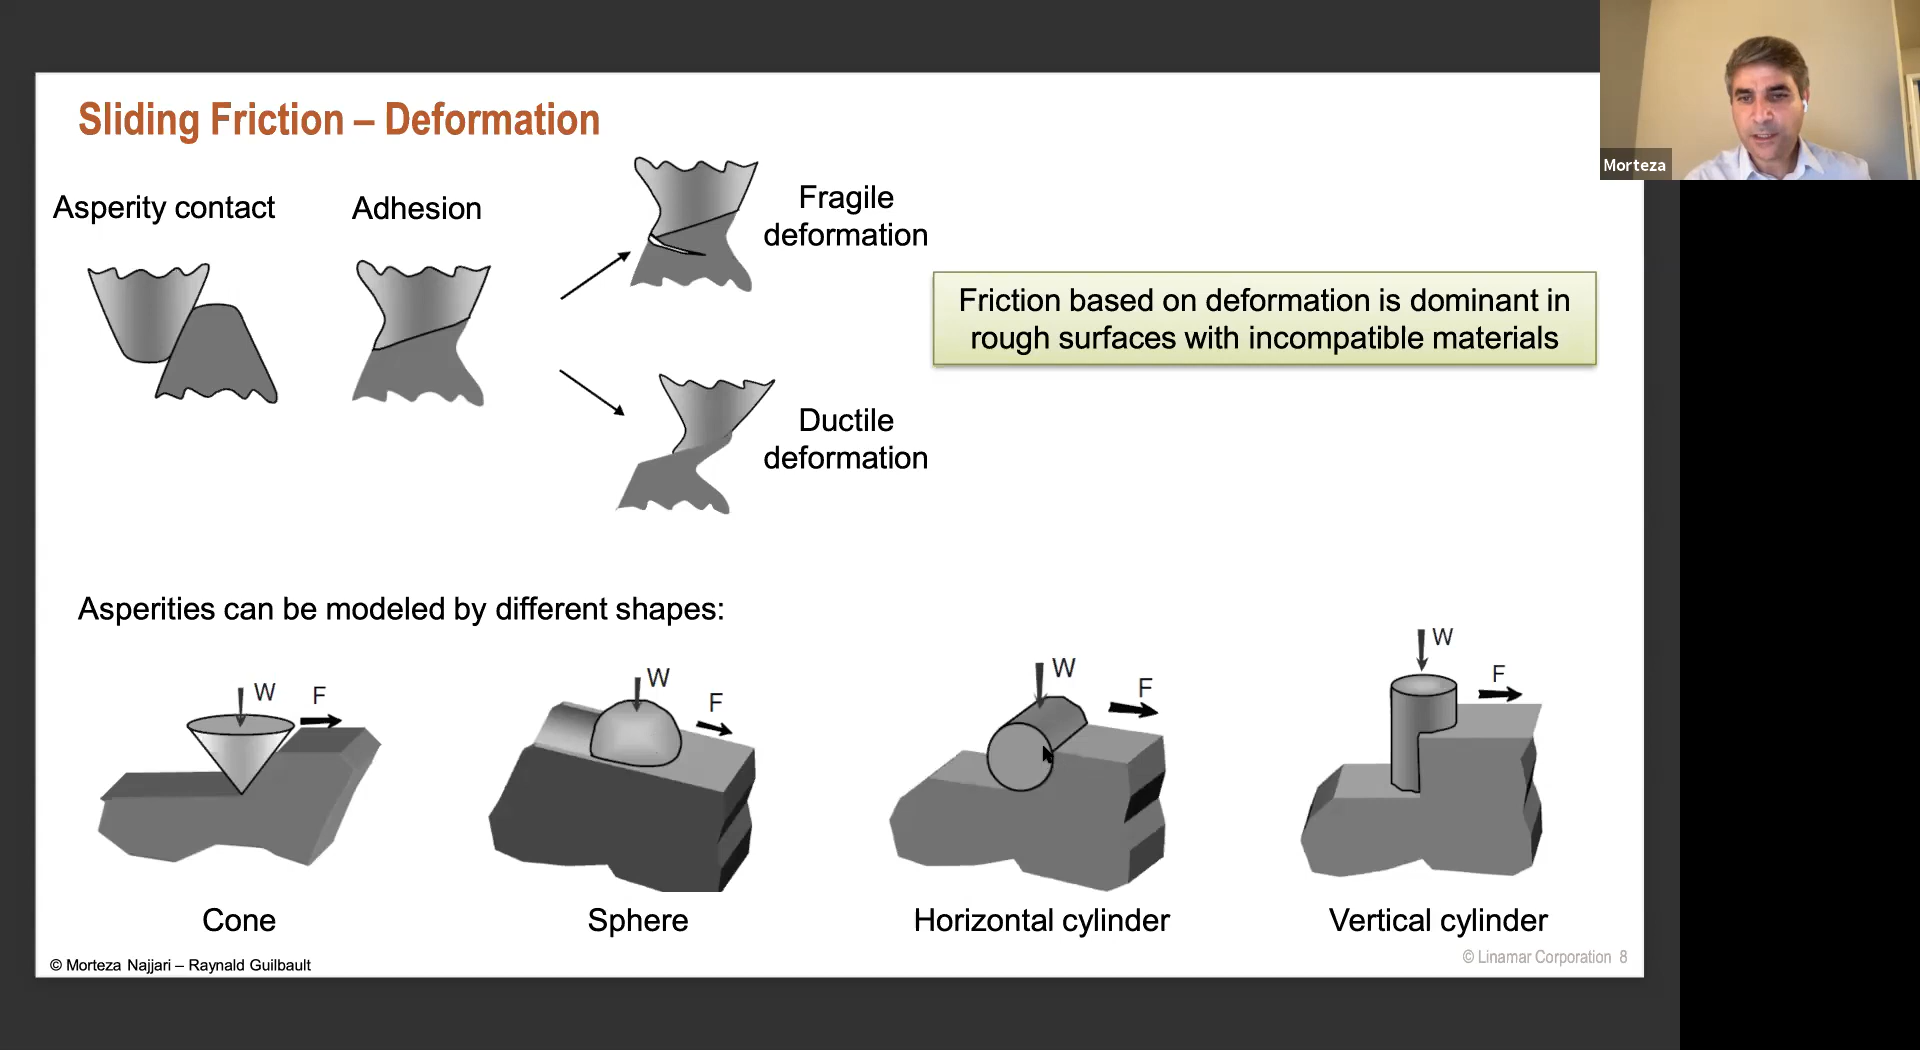 Sliding Friction – Deformation
Morteza
Asperity contact
Adhesion
Fragile
deformation
Friction based on deformation is dominant in
rough surfaces with incompatible materials
Ductile
deformation
Asperities can be modeled by different shapes:
W
F
W
F
W
F
W
F
Cone
Sphere
Horizontal cylinder
Vertical cylinder
© Morteza Najjari – Raynald Guilbault
© Linamar Corporation 8